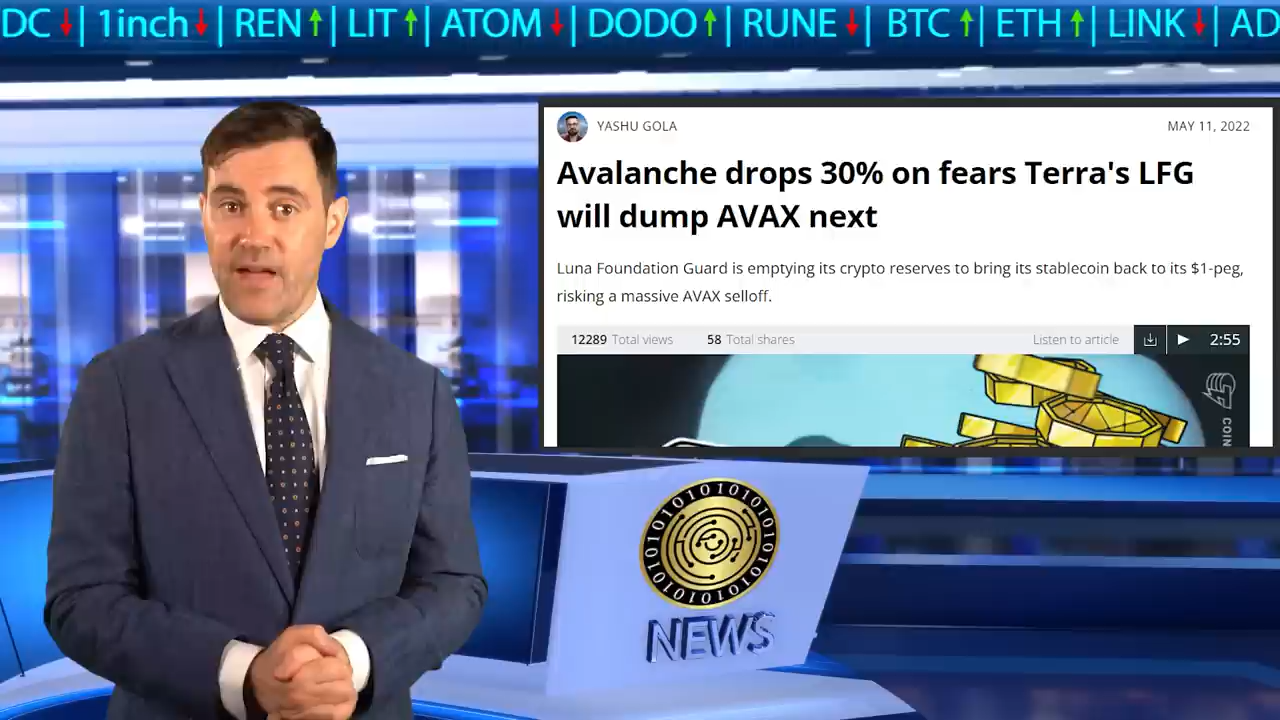 DC↓| 1inch↓| REN↑| LIT↑| ATOM↓| DODO↑| RUNE↓| BTC↑| ETH↑| LINK↓| AD
YASHU GOLA
MAY 11, 2022
Avalanche drops 30% on fears Terra's LFG
will dump AVAX next
Luna Foundation Guard is emptying its crypto reserves to bring its stablecoin back to its $1-peg,
risking a massive AVAX selloff.
12289 Total views 58 Total shares Listen to article 2:55
COIN
NEWS